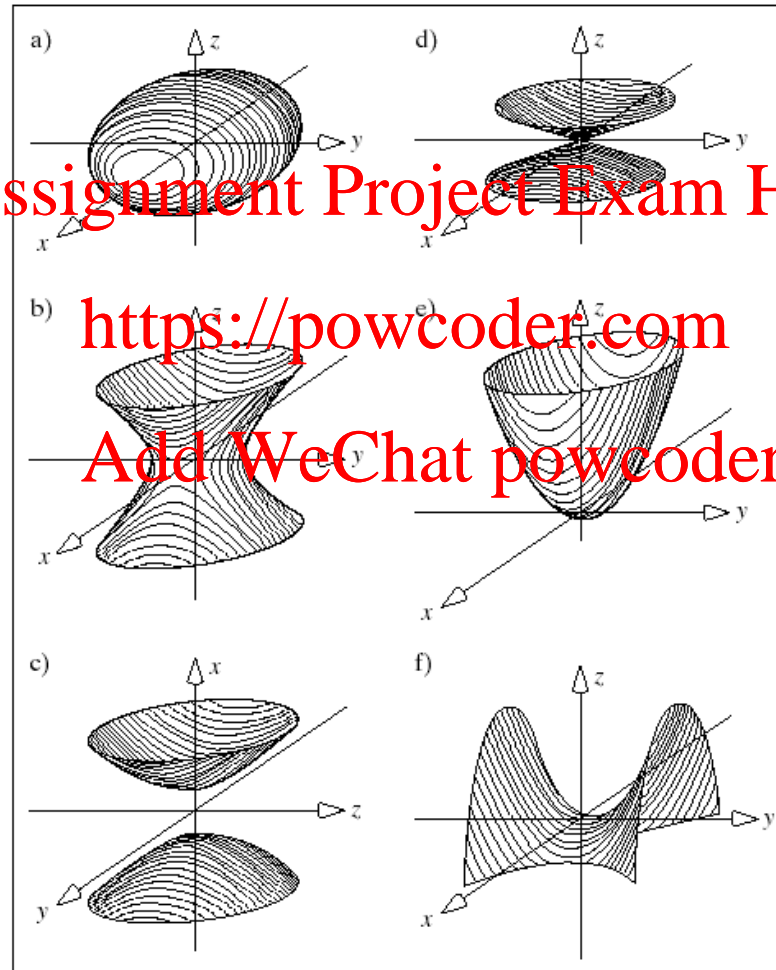 a)
z
y
x
d)
z
y
x
ssignment Project Exam H
b)
z
y
x
https://powcoder.com
e)
z
y
x
Add WeChat powcoder
c)
x
z
y
f)
z
y
x